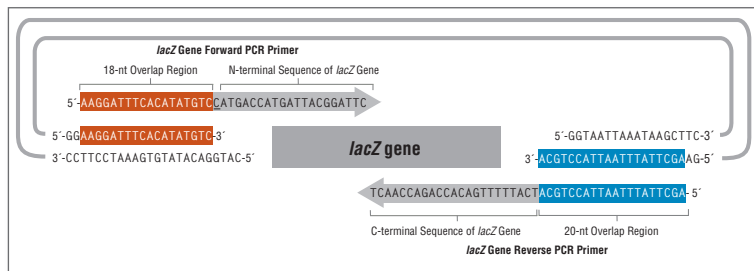 lacZ Gene Forward PCR Primer
18-nt Overlap Region N-terminal Sequence of lacZ Gene
5´-AAGGATTTCACATATGTCCATGACCATGATTACGGATTC
5´-GGAAGGATTTCACATATGTC-3´
3´-CCTTCCTAAAGTGTATACAGGTAC-5´
lacZ gene
5´-GGTAATTAAATAAGCTTC-3´
3´-ACGTCCATTAATTTATTCGAAG-5´
TCAACCAGACCACAGTTTTTACTACGTCCATTAATTTATTCGA-5´
C-terminal Sequence of lacZ Gene 20-nt Overlap Region
lacZ Gene Reverse PCR Primer